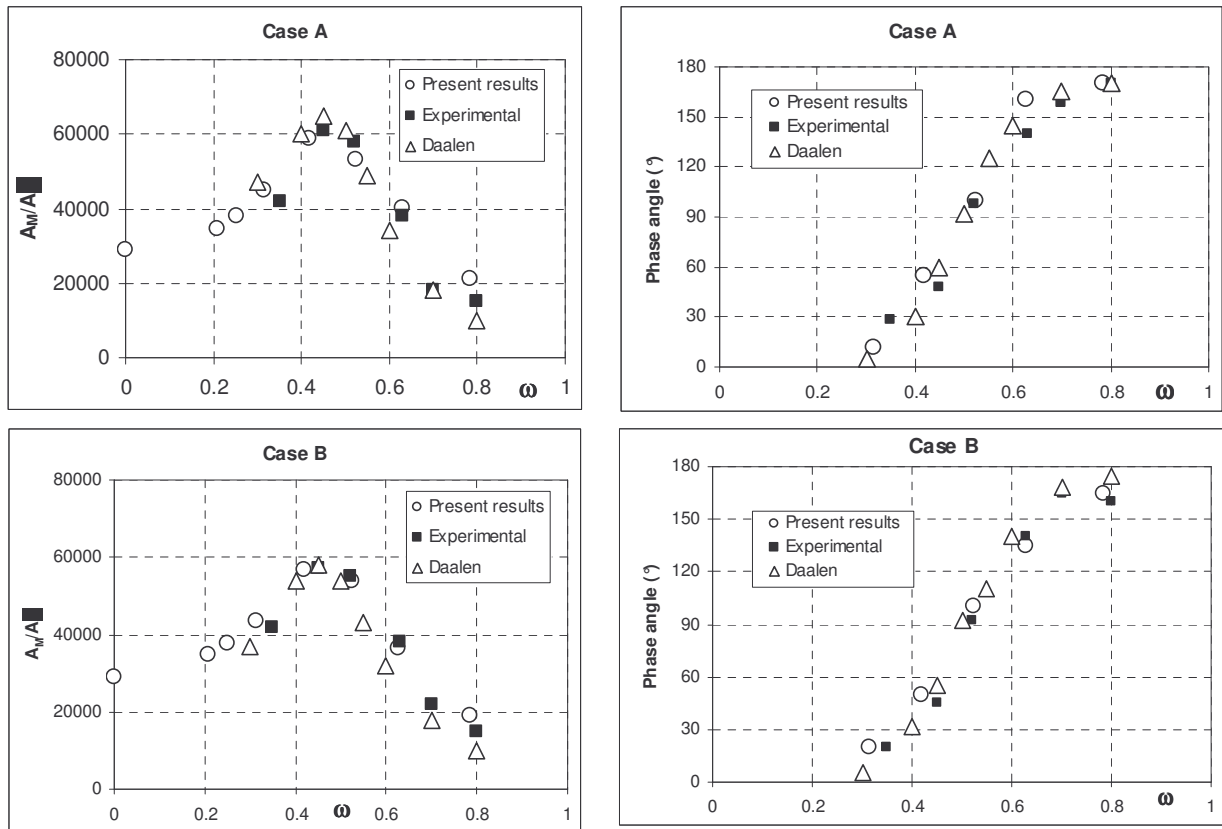 Case A
80000
60000
40000
20000
0
0 0.2 0.4 0.6 0.8 1
ω
AM/A
Present results
Experimental
Daalen
Case A
180
150
120
90
60
30
0
0 0.2 0.4 0.6 0.8 1
ω
Phase angle (°)
Present results
Experimental
Daalen
Case B
80000
60000
40000
20000
0
0 0.2 0.4 0.6 0.8 1
ω
AM/A
Present results
Experimental
Daalen
Case B
180
150
120
90
60
30
0
0 0.2 0.4 0.6 0.8 1
ω
Phase angle (°)
Present results
Experimental
Daalen